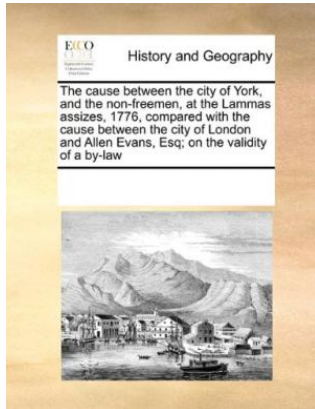 ECCO
History and Geography
The cause between the city of York,
and the non-freemen, at the Lammas
assizes, 1776, compared with the
cause between the city of London
and Allen Evans, Esq; on the validity
of a by-law